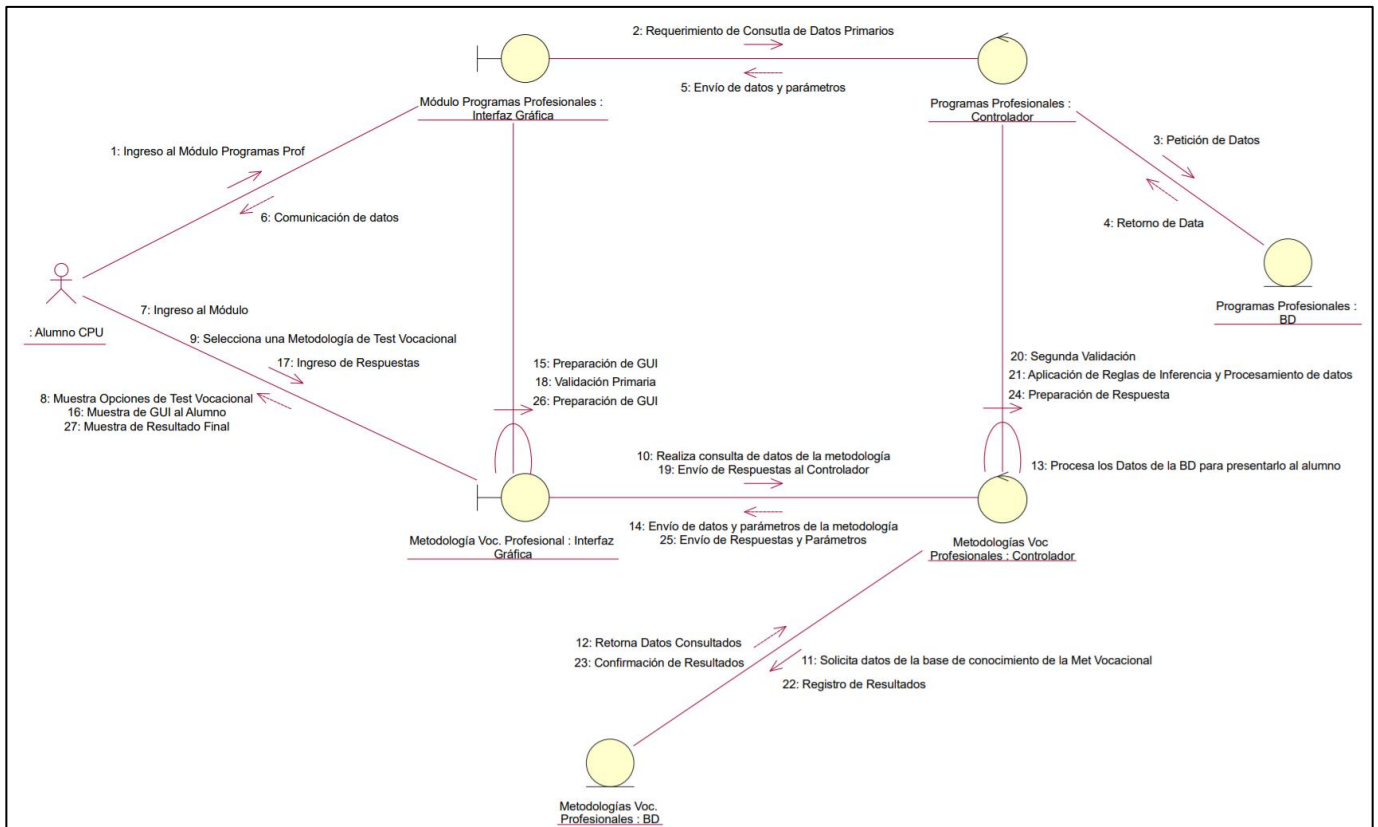 2: Requerimiento de Consutla de Datos Primarios
5: Envío de datos y parámetros
Módulo Programas Profesionales :
Interfaz Gráfica
Programas Profesionales :
Controlador
1: Ingreso al Módulo Programas Prof
3: Petición de Datos
6: Comunicación de datos
4: Retorno de Data
: Alumno CPU
Programas Profesionales :
BD
7: Ingreso al Módulo
9: Selecciona una Metodología de Test Vocacional
17: Ingreso de Respuestas
8: Muestra Opciones de Test Vocacional
16: Muestra de GUI al Alumno
27: Muestra de Resultado Final
15: Preparación de GUI
18: Validación Primaria
26: Preparación de GUI
20: Segunda Validación
21: Aplicación de Reglas de Inferencia y Procesamiento de datos
24: Preparación de Respuesta
10: Realiza consulta de datos de la metodología
19: Envío de Respuestas al Controlador
13: Procesa los Datos de la BD para presentarlo al alumno
14: Envío de datos y parámetros de la metodología
25: Envío de Respuestas y Parámetros
Metodología Voc. Profesional : Interfaz
Gráfica
Metodologías Voc
Profesionales : Controlador
12: Retorna Datos Consultados
23: Confirmación de Resultados
11: Solicita datos de la base de conocimiento de la Met Vocacional
22: Registro de Resultados
Metodologías Voc.
Profesionales : BD